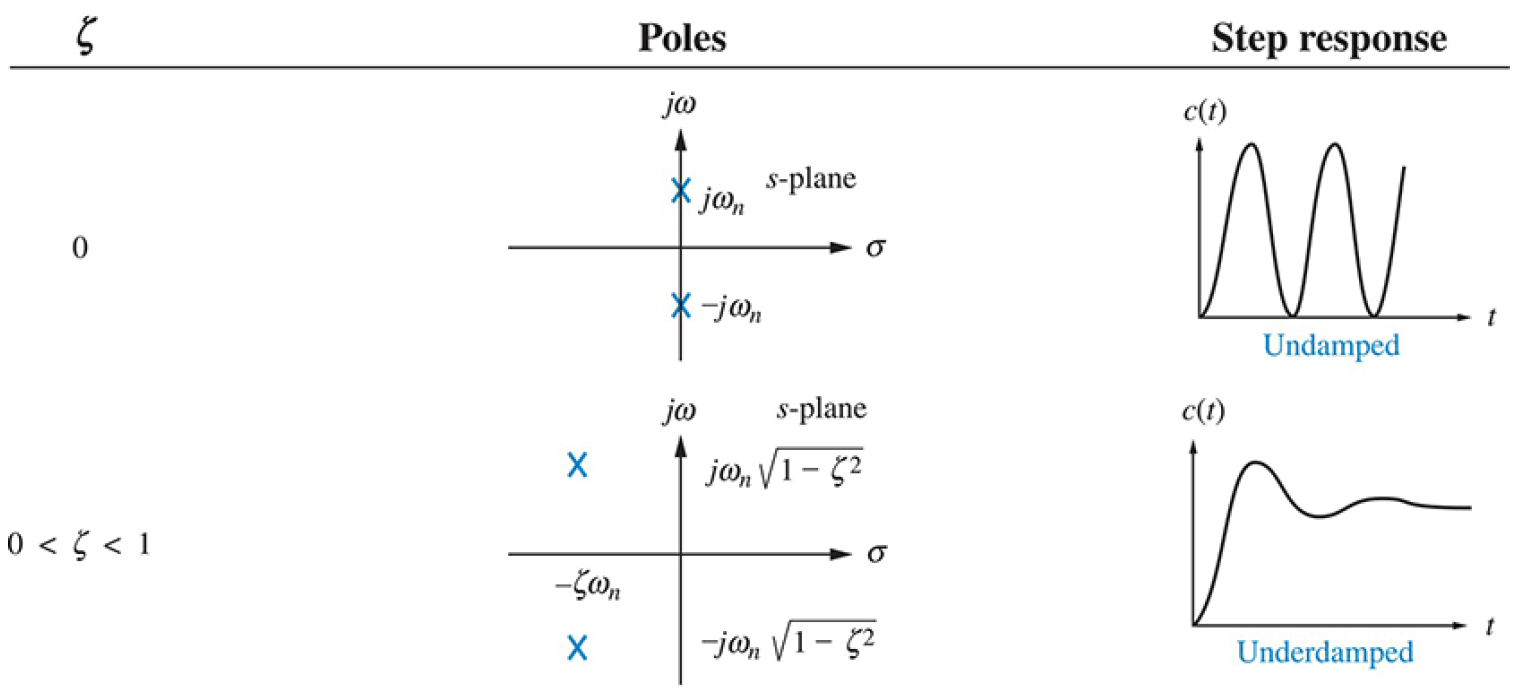 ζ Poles Step response
jω
c(t)
s-plane
jωₙ
0
σ
−jωₙ
t
Undamped
jω s-plane
c(t)
jωₙ√1 − ζ²
0 < ζ < 1
σ
−ζωₙ
−jωₙ √1 − ζ²
t
Underdamped